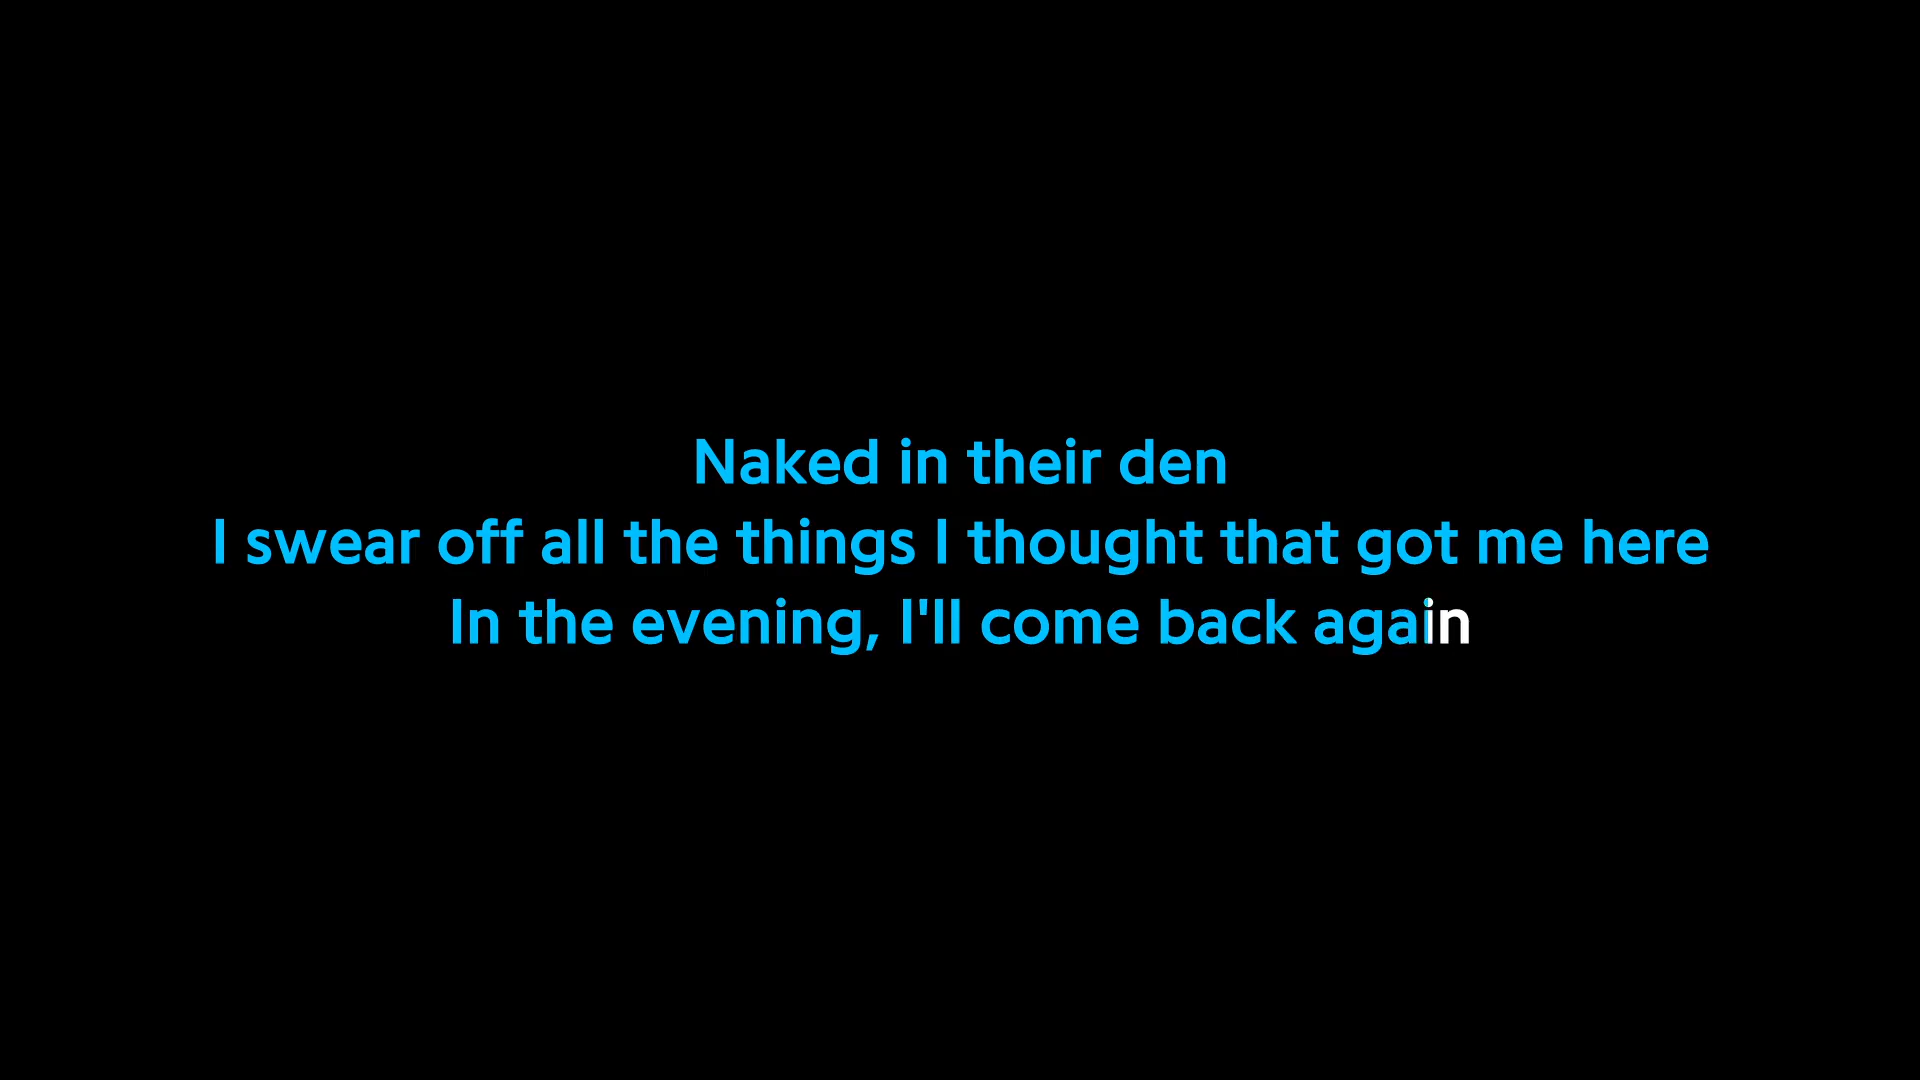 Naked in their den
I swear off all the things I thought that got me here
In the evening, I'll come back again